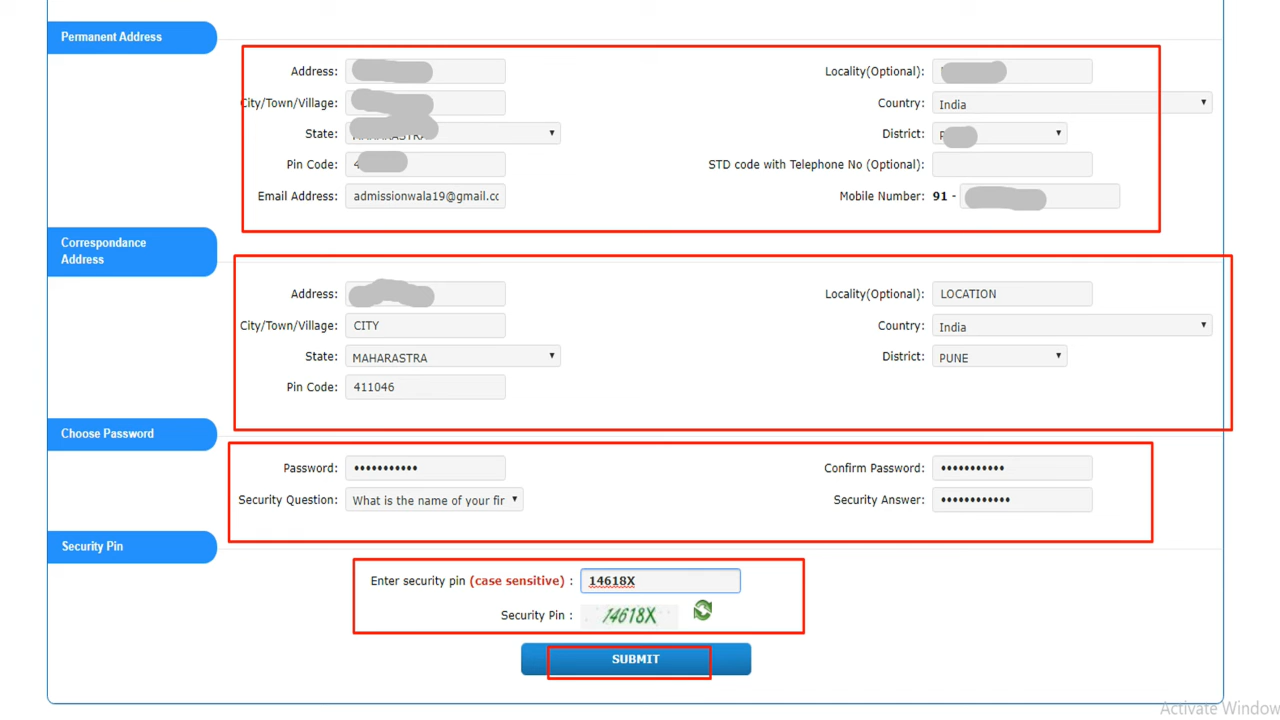 Permanent Address
Address: Locality(Optional):
City/Town/Village: Country: India
State: District:
Pin Code: 4 STD code with Telephone No (Optional):
Email Address: admissionwala19@gmail.cc Mobile Number: 91 -
Correspondance
Address
Address: Locality(Optional): LOCATION
City/Town/Village: CITY Country: India
State: MAHARASTRA District: PUNE
Pin Code: 411046
Choose Password
Password: ••••••••••• Confirm Password: •••••••••••
Security Question: What is the name of your fir Security Answer: ••••••••••••
Security Pin
Enter security pin (case sensitive) : 14618X
Security Pin : 14618X
SUBMIT
Activate Window